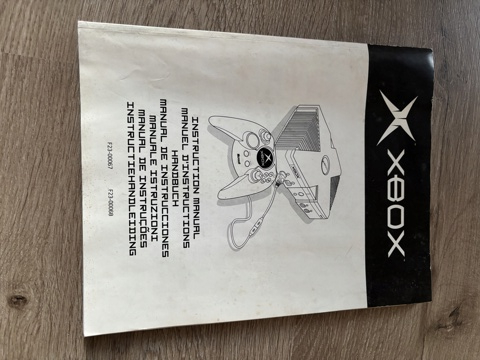 XBOX
INSTRUCTION MANUAL
MANUEL D'INSTRUCTIONS
HANDBUCH
MANUAL DE INSTRUCCIONES
MANUALE ISTRUZIONI
MANUAL DE INSTRUÇÕES
INSTRUCTIEHANDLEIDING
F23-00067 F23-00068